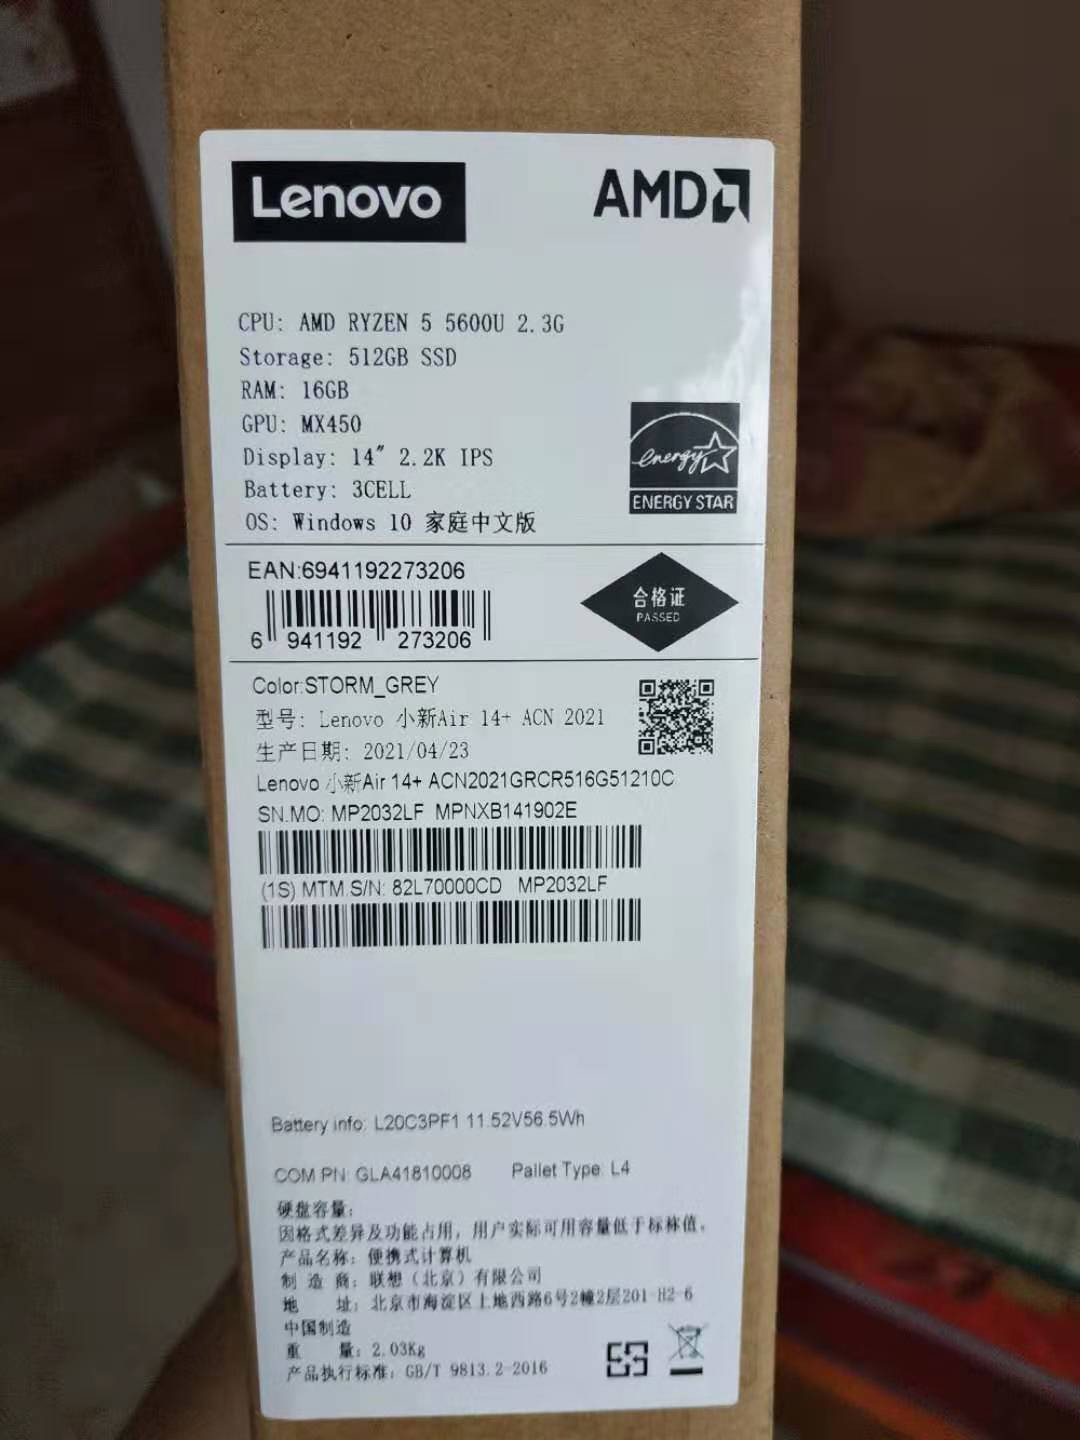 Lenovo AMD
CPU: AMD RYZEN 5 5600U 2.3G
Storage: 512GB SSD
RAM: 16GB
GPU: MX450
Display: 14" 2.2K IPS
Battery: 3CELL
OS: Windows 10 家庭中文版
energy
ENERGY STAR
EAN:6941192273206
6 941192 273206
合格证
PASSED
Color:STORM_GREY
型号: Lenovo 小新Air 14+ ACN 2021
生产日期: 2021/04/23
Lenovo 小新Air 14+ ACN2021GRCR516G51210C
SN.MO: MP2032LF MPNXB141902E
(1S) MTM.S/N: 82L70000CD MP2032LF
Battery info: L20C3PF1 11.52V56.5Wh
COM PN: GLA41810008 Pallet Type: L4
硬盘容量:
因格式差异及功能占用，用户实际可用容量低于标称值。
产品名称: 便携式计算机
制 造 商: 联想（北京）有限公司
地 址: 北京市海淀区上地西路6号2幢2层201-H2-6
中国制造
重 量: 2.03Kg
产品执行标准: GB/T 9813.2-2016